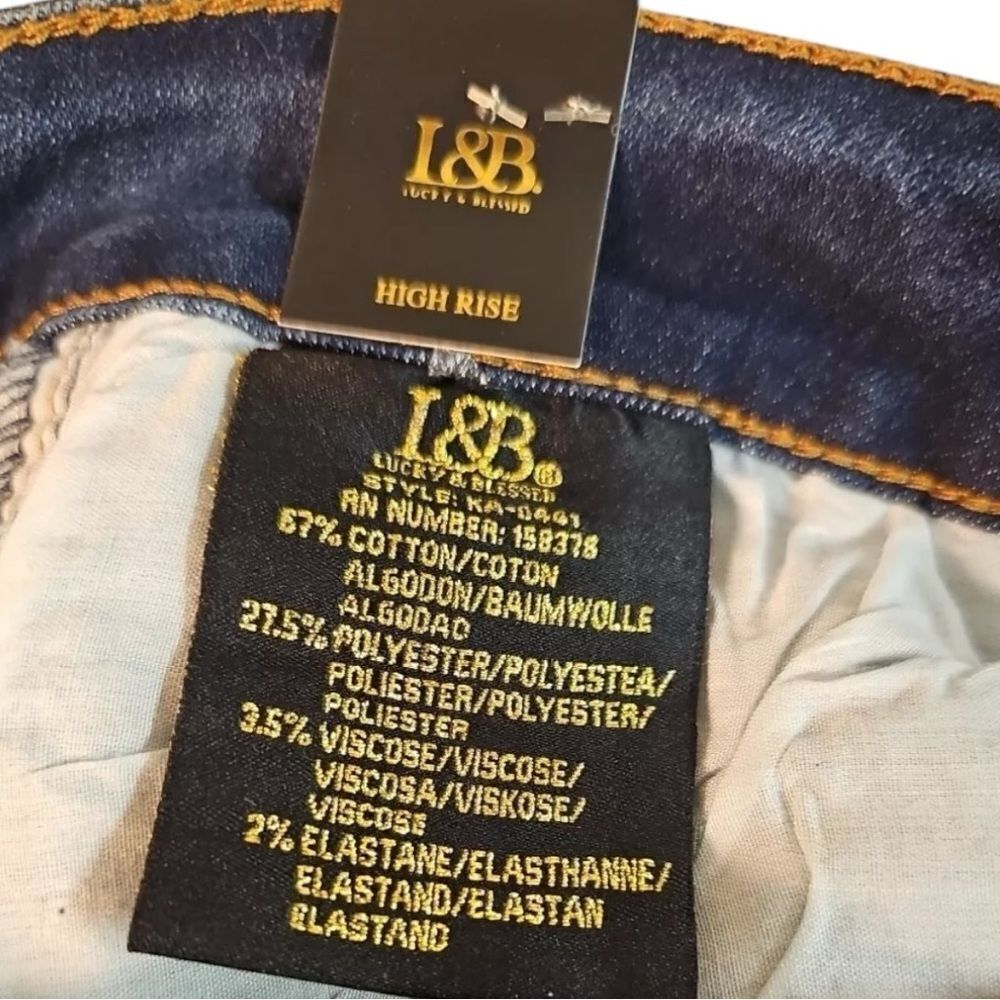 L&B.
LUCKY & BLESSED
HIGH RISE
L&B®
LUCKY & BLESSED
STYLE: KA-0441
RN NUMBER: 158378
67% COTTON/COTON
ALGODON/BAUMWOLLE
ALGODAO
27.5% POLYESTER/POLYESTEA/
POLIESTER/POLYESTER/
POLIESTER
3.5% VISCOSE/VISCOSE/
VISCOSA/VISKOSE/
VISCOSE
2% ELASTANE/ELASTHANNE/
ELASTAND/ELASTAN
ELASTAND